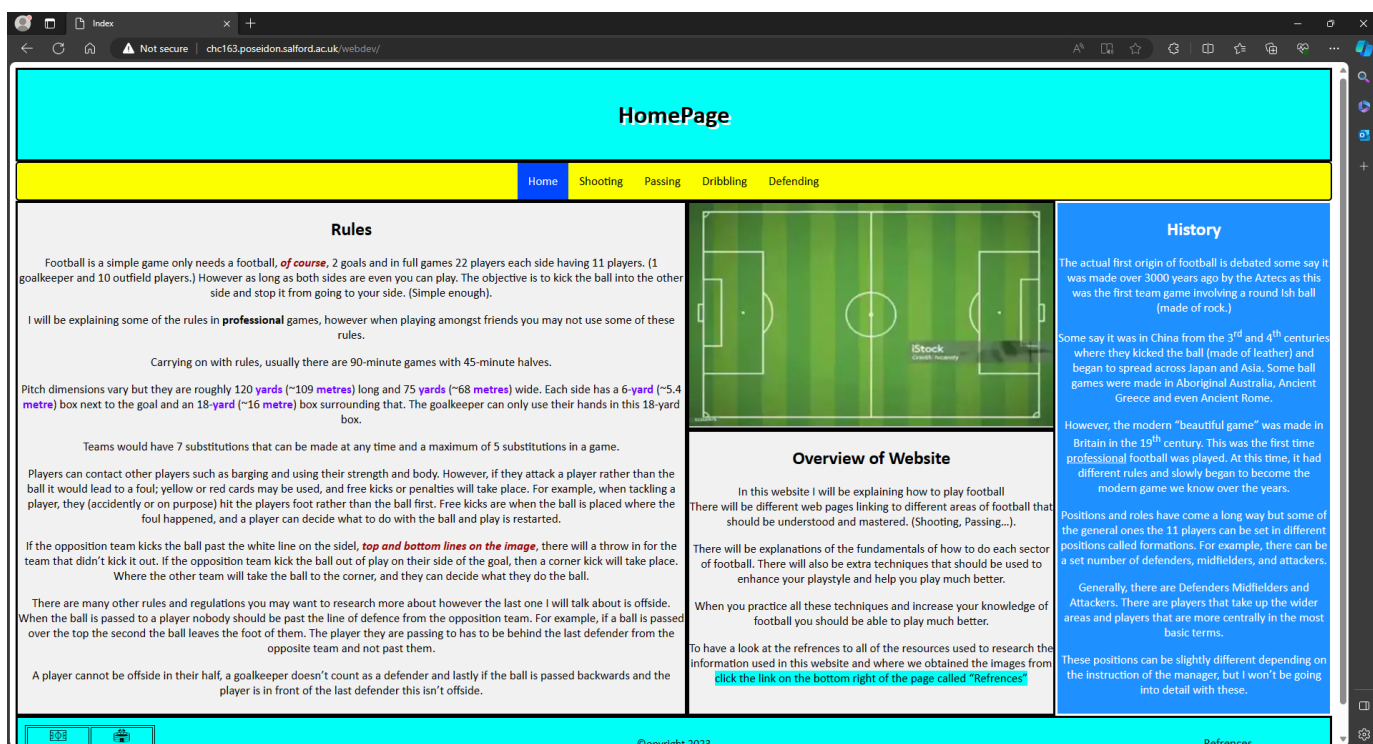 Index
Not secure
chc163.poseidon.salford.ac.uk/webdev/
HomePage
Home
Shooting
Passing
Dribbling
Defending
Rules
Football is a simple game only needs a football, of course, 2 goals and in full games 22 players each side having 11 players. (1
goalkeeper and 10 outfield players.) However as long as both sides are even you can play. The objective is to kick the ball into the other
side and stop it from going to your side. (Simple enough).
I will be explaining some of the rules in professional games, however when playing amongst friends you may not use some of these
rules.
Carrying on with rules, usually there are 90-minute games with 45-minute halves.
Pitch dimensions vary but they are roughly 120 yards (~109 metres) long and 75 yards (~68 metres) wide. Each side has a 6-yard (~5.4
metre) box next to the goal and an 18-yard (~16 metre) box surrounding that. The goalkeeper can only use their hands in this 18-yard
box.
Teams would have 7 substitutions that can be made at any time and a maximum of 5 substitutions in a game.
Players can contact other players such as barging and using their strength and body. However, if they attack a player rather than the
ball it would lead to a foul; yellow or red cards may be used, and free kicks or penalties will take place. For example, when tackling a
player, they (accidently or on purpose) hit the players foot rather than the ball first. Free kicks are when the ball is placed where the
foul happened, and a player can decide what to do with the ball and play is restarted.
If the opposition team kicks the ball past the white line on the sidel, top and bottom lines on the image, there will a throw in for the
team that didn't kick it out. If the opposition team kick the ball out of play on their side of the goal, then a corner kick will take place.
Where the other team will take the ball to the corner, and they can decide what they do the ball.
There are many other rules and regulations you may want to research more about however the last one I will talk about is offside.
When the ball is passed to a player nobody should be past the line of defence from the opposition team. For example, if a ball is passed
over the top the second the ball leaves the foot of them. The player they are passing to has to be behind the last defender from the
opposite team and not past them.
A player cannot be offside in their half, a goalkeeper doesn't count as a defender and lastly if the ball is passed backwards and the
player is in front of the last defender this isn't offside.
iStock
Overview of Website
In this website I will be explaining how to play football
There will be different web pages linking to different areas of football that
should be understood and mastered. (Shooting, Passing...).
There will be explanations of the fundamentals of how to do each sector
of football. There will also be extra techniques that should be used to
enhance your playstyle and help you play much better.
When you practice all these techniques and increase your knowledge of
football you should be able to play much better.
To have a look at the refrences to all of the resources used to research the
information used in this website and where we obtained the images from
click the link on the bottom right of the page called "Refrences"
History
The actual first origin of football is debated some say it
was made over 3000 years ago by the Aztecs as this
was the first team game involving a round Ish ball
(made of rock.)
Some say it was in China from the 3rd and 4th centuries
where they kicked the ball (made of leather) and
began to spread across Japan and Asia. Some ball
games were made in Aboriginal Australia, Ancient
Greece and even Ancient Rome.
However, the modern "beautiful game" was made in
Britain in the 19th century. This was the first time
professional football was played. At this time, it had
different rules and slowly began to become the
modern game we know over the years.
Positions and roles have come a long way but some of
the general ones the 11 players can be set in different
positions called formations. For example, there can be
a set number of defenders, midfielders, and attackers.
Generally, there are Defenders Midfielders and
Attackers. There are players that take up the wider
areas and players that are more centrally in the most
basic terms.
These positions can be slightly different depending on
the instruction of the manager, but I won't be going
into detail with these.
Copyright 2023
Refrences